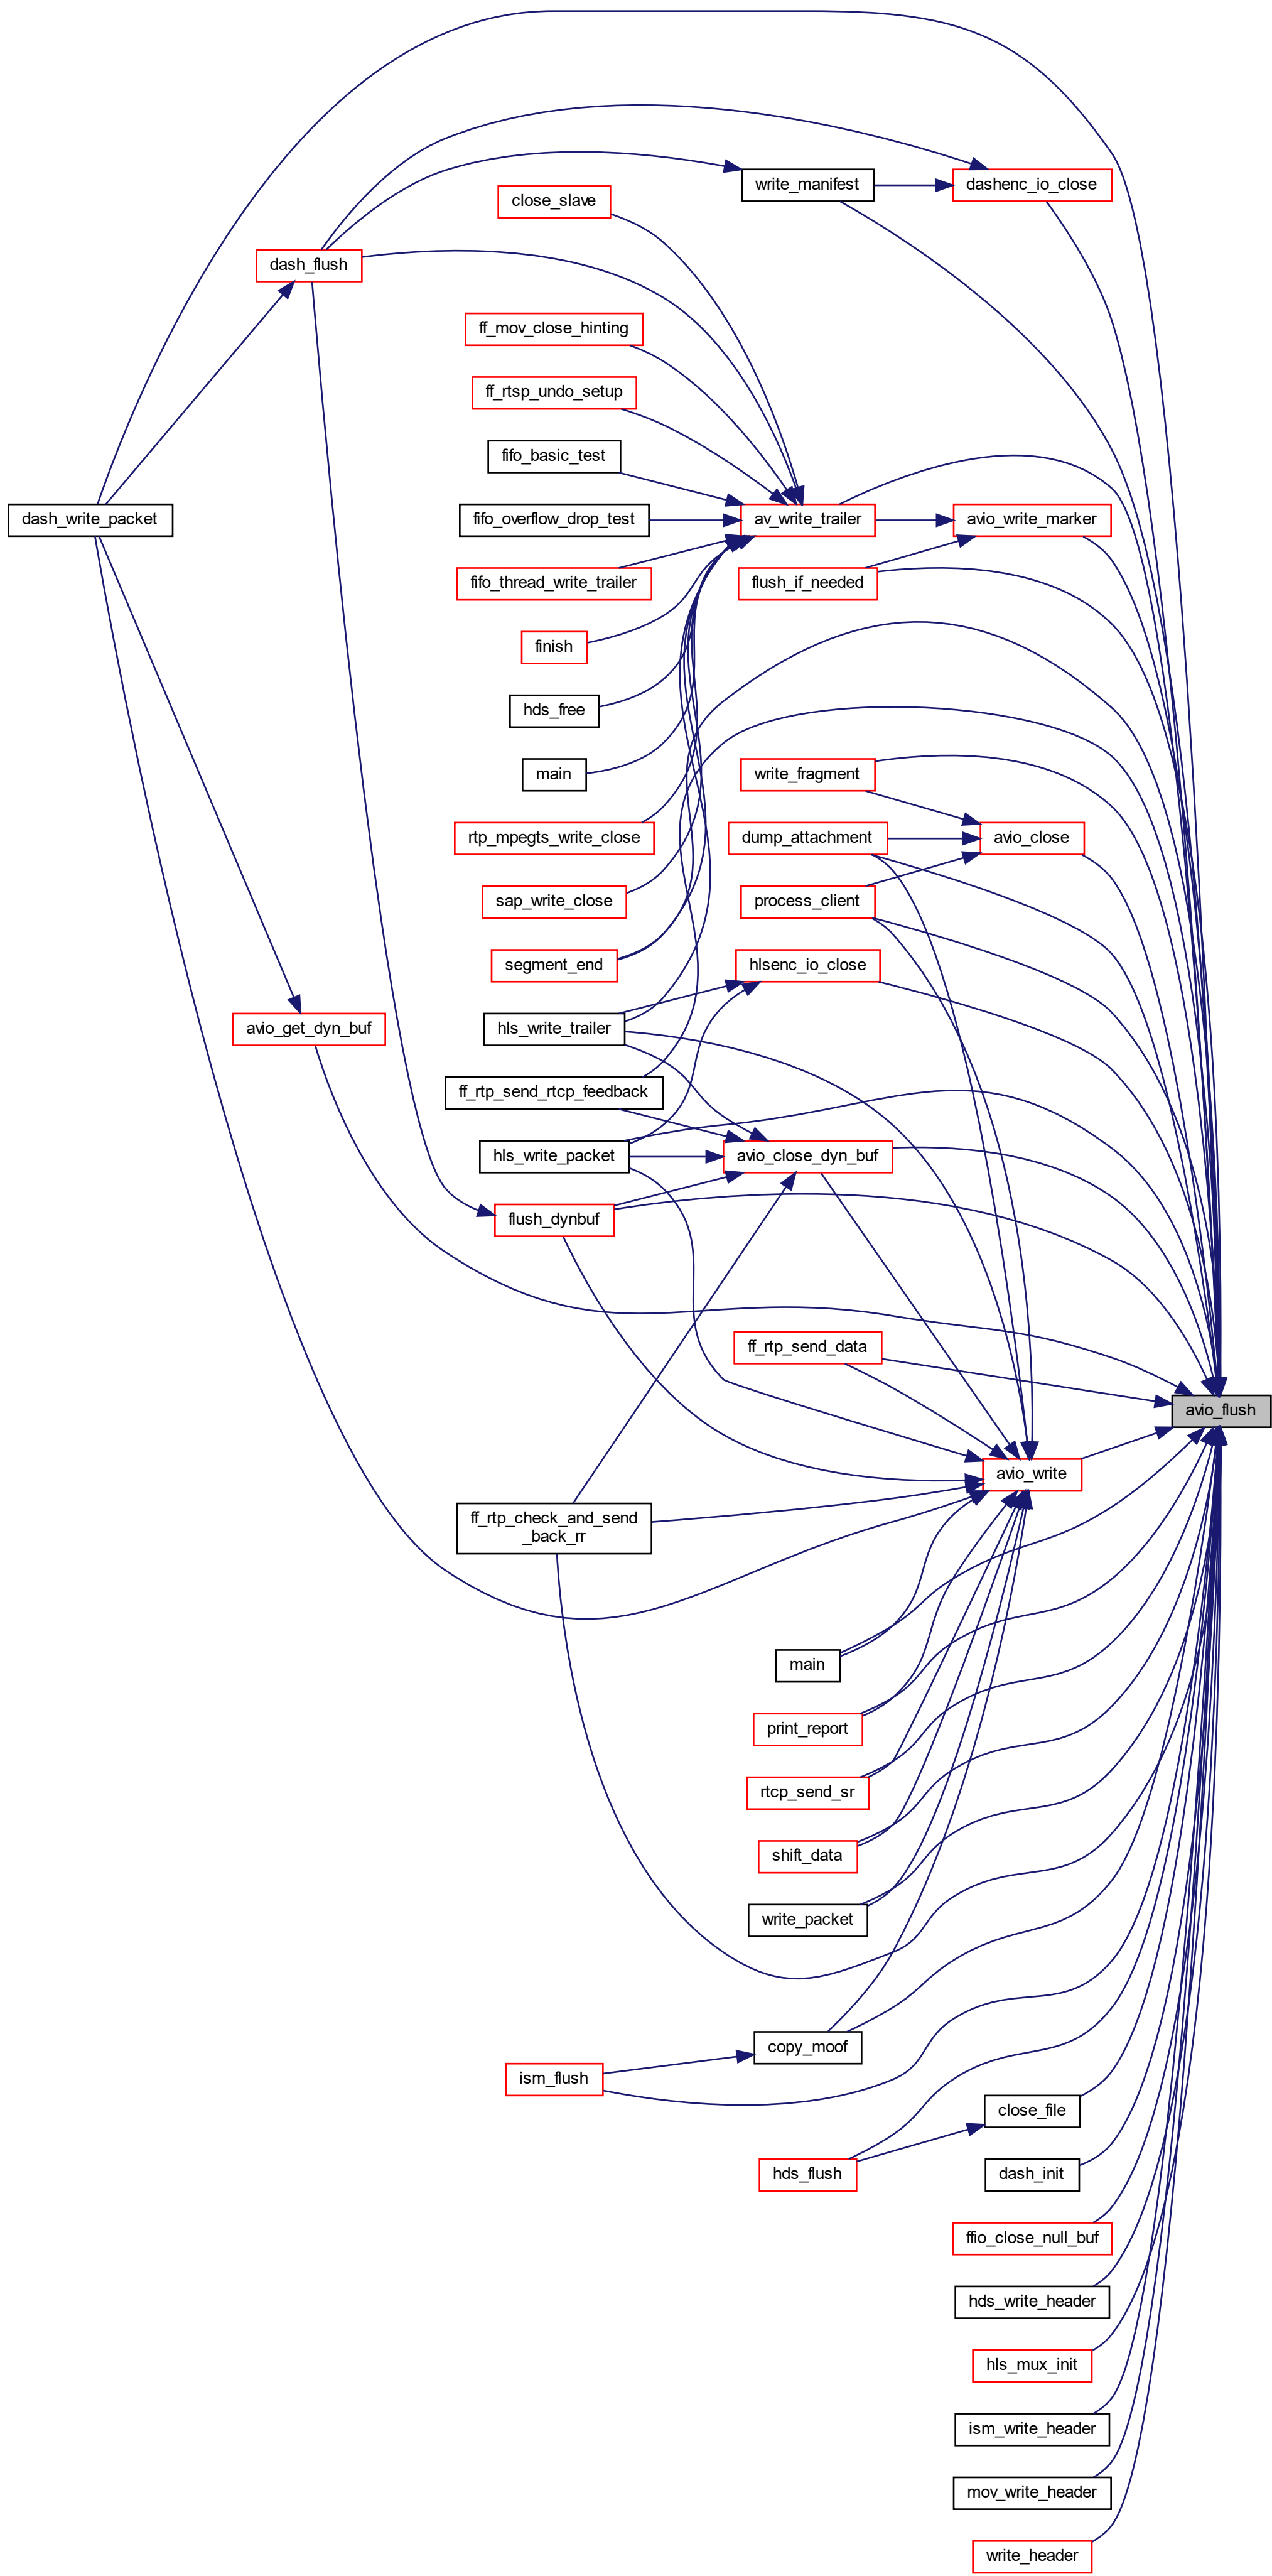 write_manifest
dashenc_io_close
close_slave
dash_flush
ff_mov_close_hinting
ff_rtsp_undo_setup
fifo_basic_test
dash_write_packet
fifo_overflow_drop_test
av_write_trailer
avio_write_marker
fifo_thread_write_trailer
flush_if_needed
finish
hds_free
main
write_fragment
rtp_mpegts_write_close
dump_attachment
avio_close
sap_write_close
process_client
segment_end
hlsenc_io_close
avio_get_dyn_buf
hls_write_trailer
ff_rtp_send_rtcp_feedback
hls_write_packet
avio_close_dyn_buf
flush_dynbuf
ff_rtp_send_data
avio_flush
avio_write
ff_rtp_check_and_send
_back_rr
main
print_report
rtcp_send_sr
shift_data
write_packet
copy_moof
ism_flush
close_file
hds_flush
dash_init
ffio_close_null_buf
hds_write_header
hls_mux_init
ism_write_header
mov_write_header
write_header